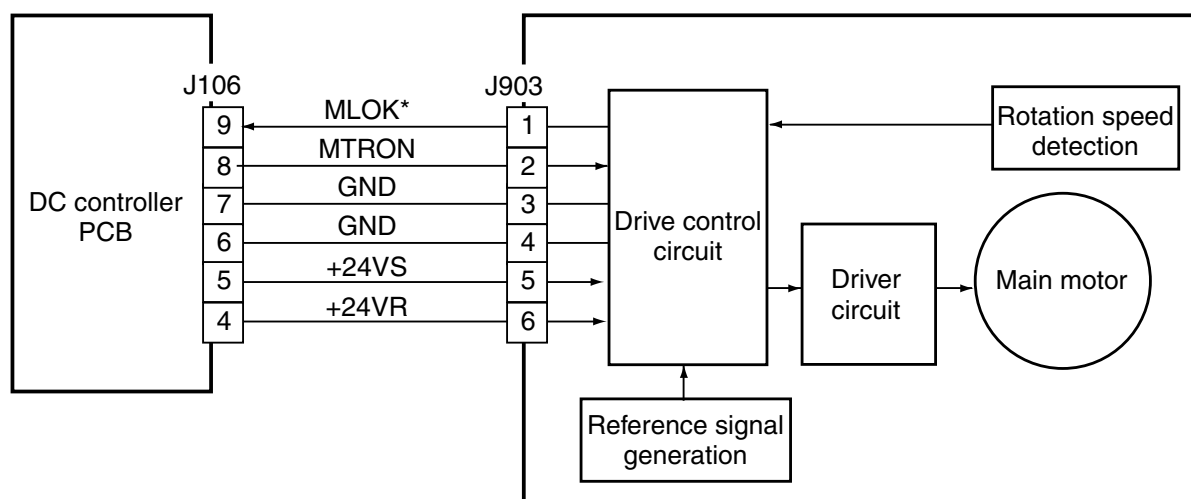 J106
J903
DC controller
PCB
9
MLOK*
1
8
MTRON
2
7
GND
3
6
GND
4
5
+24VS
5
4
+24VR
6
Drive control
circuit
Rotation speed
detection
Driver
circuit
Main motor
Reference signal
generation